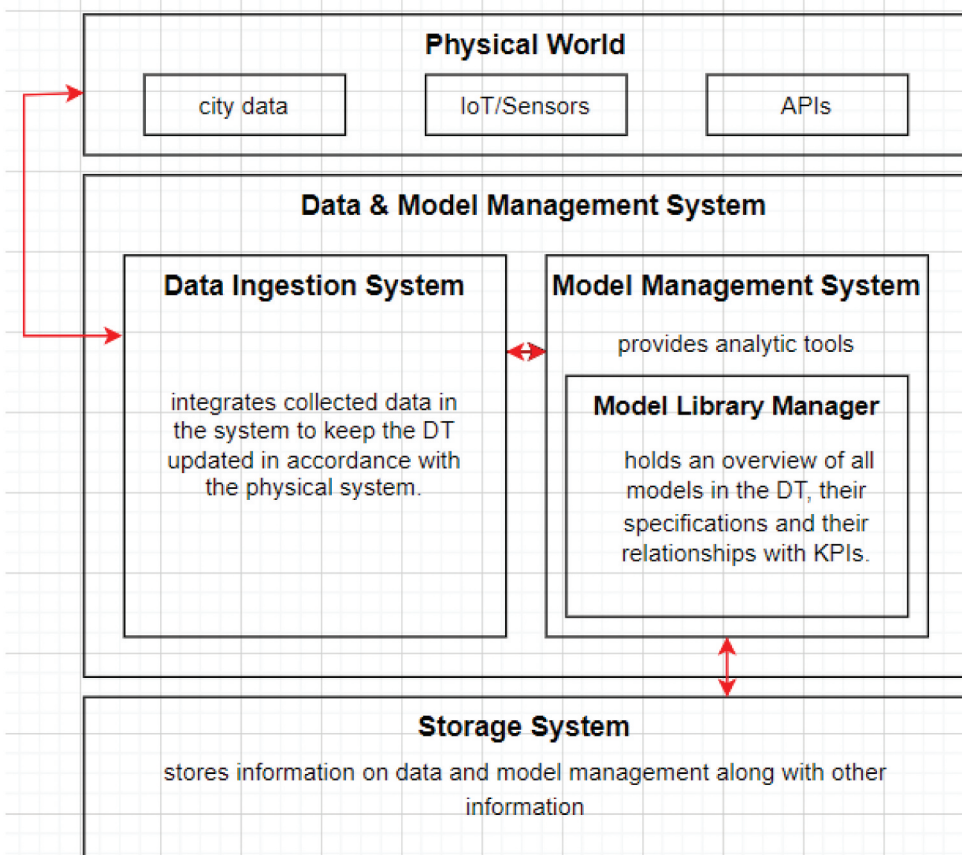 Physical World
city data
IoT/Sensors
APIs
Data & Model Management System
Data Ingestion System
integrates collected data in
the system to keep the DT
updated in accordance with
the physical system.
Model Management System
provides analytic tools
Model Library Manager
holds an overview of all
models in the DT, their
specifications and their
relationships with KPIs.
Storage System
stores information on data and model management along with other
information